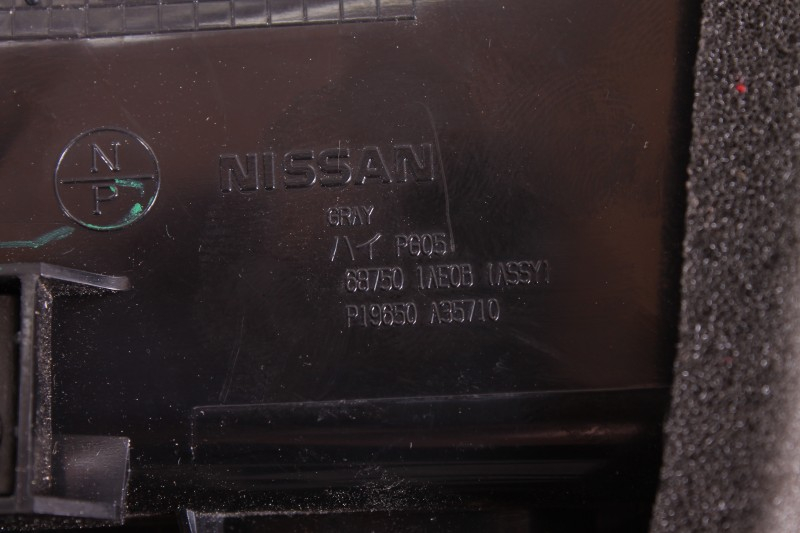 N
P
NISSAN
GRAY
ハイ P605
68750 1AE0B (ASSY)
P19650 A35710